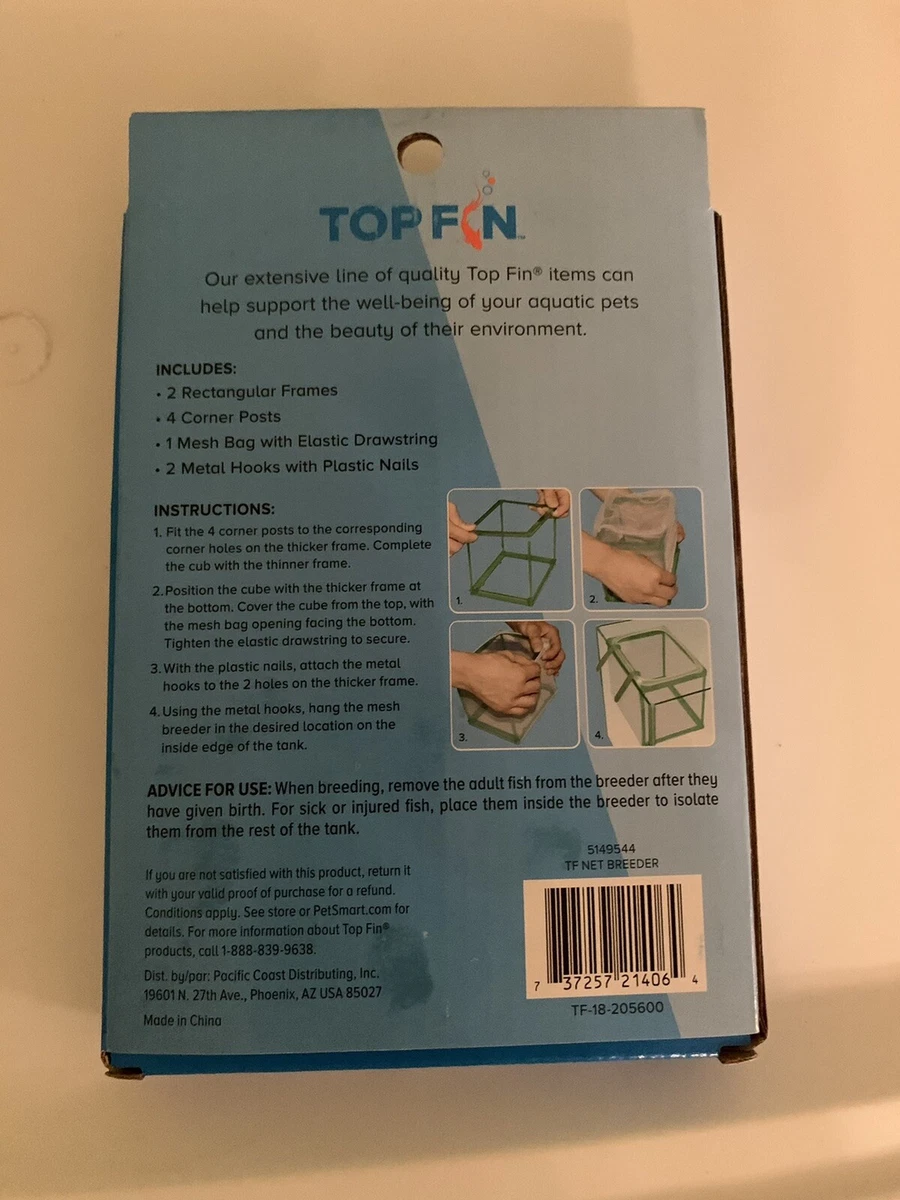 TOP FIN™
Our extensive line of quality Top Fin® items can
help support the well-being of your aquatic pets
and the beauty of their environment.
INCLUDES:
• 2 Rectangular Frames
• 4 Corner Posts
• 1 Mesh Bag with Elastic Drawstring
• 2 Metal Hooks with Plastic Nails
INSTRUCTIONS:
1. Fit the 4 corner posts to the corresponding
corner holes on the thicker frame. Complete
the cub with the thinner frame.
2. Position the cube with the thicker frame at
the bottom. Cover the cube from the top, with
the mesh bag opening facing the bottom.
Tighten the elastic drawstring to secure.
3. With the plastic nails, attach the metal
hooks to the 2 holes on the thicker frame.
4. Using the metal hooks, hang the mesh
breeder in the desired location on the
inside edge of the tank.
1.
2.
3.
4.
ADVICE FOR USE: When breeding, remove the adult fish from the breeder after they
have given birth. For sick or injured fish, place them inside the breeder to isolate
them from the rest of the tank.
If you are not satisfied with this product, return it
with your valid proof of purchase for a refund.
Conditions apply. See store or PetSmart.com for
details. For more information about Top Fin®
products, call 1-888-839-9638.
Dist. by/par: Pacific Coast Distributing, Inc.
19601 N. 27th Ave., Phoenix, AZ USA 85027
Made in China
5149544
TF NET BREEDER
7 37257 21406 4
TF-18-205600